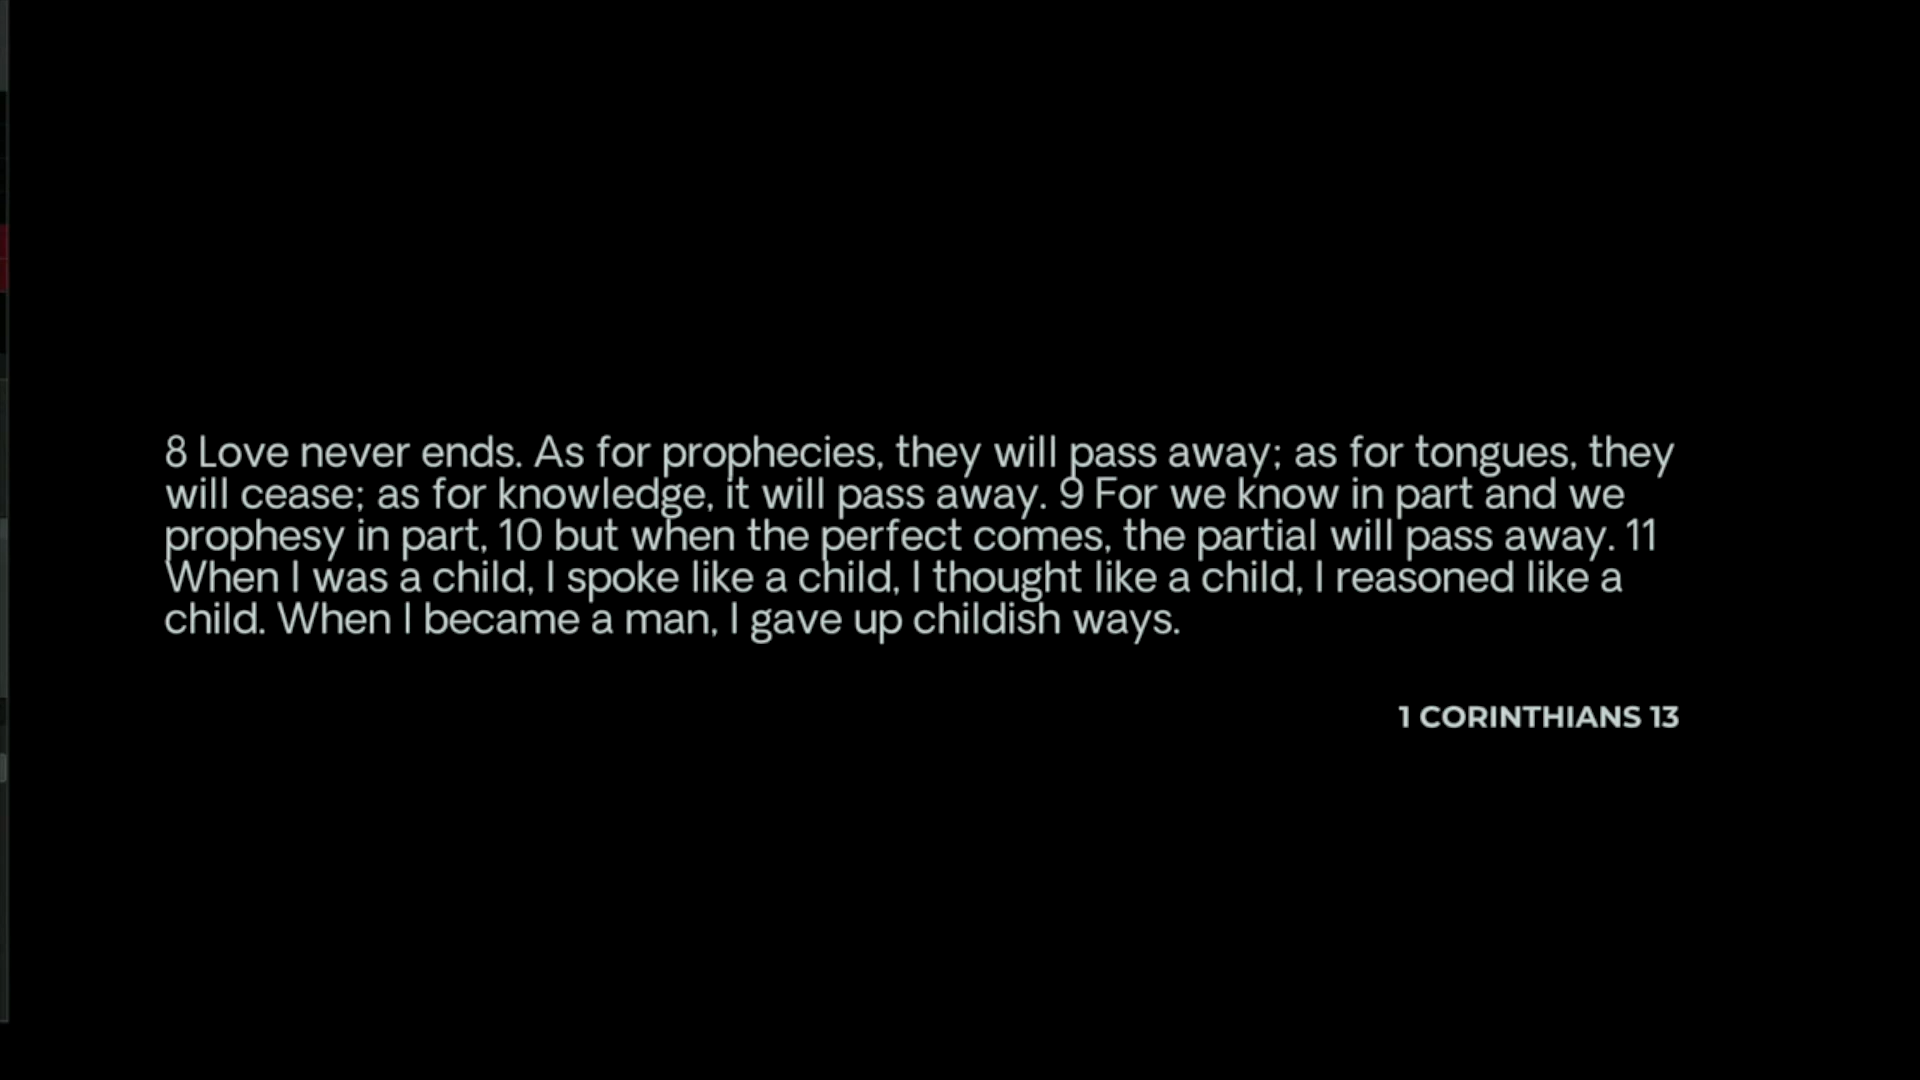 8 Love never ends. As for prophecies, they will pass away; as for tongues, they
will cease; as for knowledge, it will pass away. 9 For we know in part and we
prophesy in part, 10 but when the perfect comes, the partial will pass away. 11
When I was a child, I spoke like a child, I thought like a child, I reasoned like a
child. When I became a man, I gave up childish ways.
1 CORINTHIANS 13